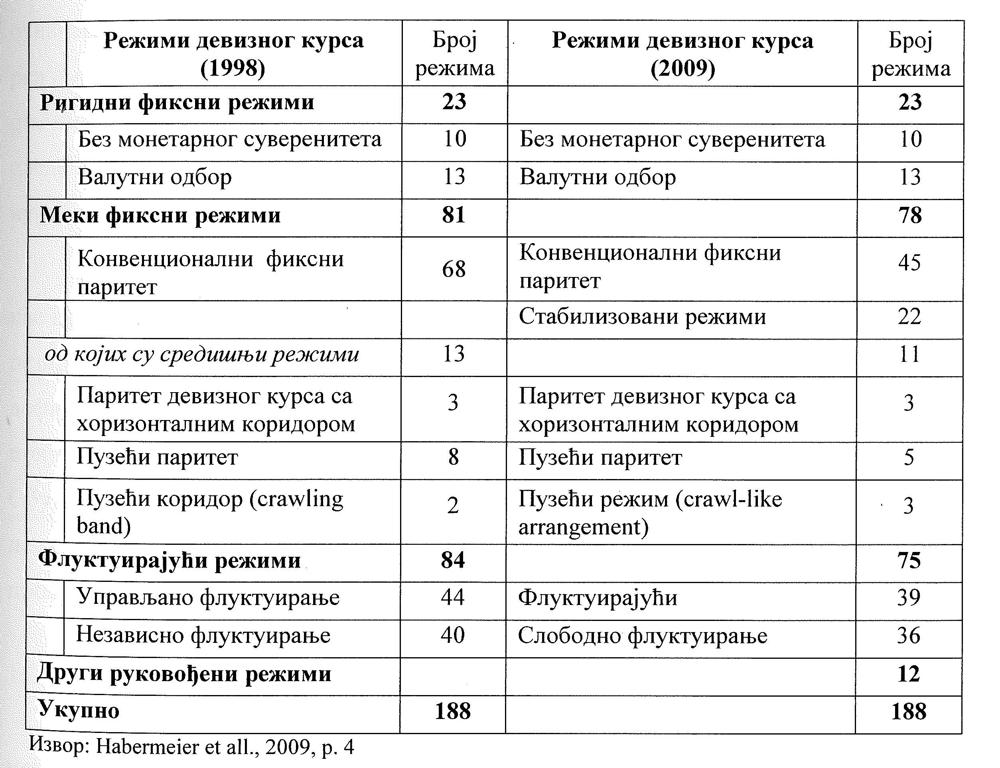 Режими девизног курса (1998) Број режима Режими девизног курса (2009) Број режима
Ригидни фиксни режими 23 23
Без монетарног суверенитета 10 Без монетарног суверенитета 10
Валутни одбор 13 Валутни одбор 13
Меки фиксни режими 81 78
Конвенционални фиксни паритет 68 Конвенционални фиксни паритет 45
Стабилизовани режими 22
од којих су средишњи режими 13 11
Паритет девизног курса са хоризонталним коридором 3 Паритет девизног курса са хоризонталним коридором 3
Пузећи паритет 8 Пузећи паритет 5
Пузећи коридор (crawling band) 2 Пузећи режим (crawl-like arrangement) 3
Флуктуирајући режими 84 75
Управљано флуктуирање 44 Флуктуирајући 39
Независно флуктуирање 40 Слободно флуктуирање 36
Други руковођени режими 12
Укупно 188 188
Извор: Habermeier et all., 2009, p. 4